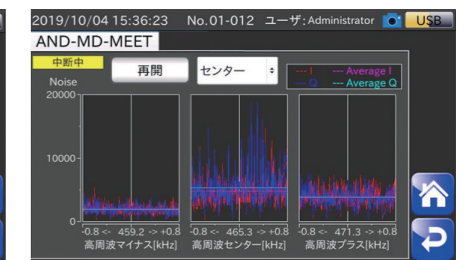 2019/10/04 15:36:23 No.01-012 ユーザ:Administrator USB
AND-MD-MEET
中断中
再開
センター
--- I --- Average I
--- Q --- Average Q
Noise
20000
10000
0
-0.8 <- 459.2 -> +0.8
-0.8 <- 465.3 -> +0.8
-0.8 <- 471.3 -> +0.8
高周波マイナス[kHz]
高周波センター[kHz]
高周波プラス[kHz]